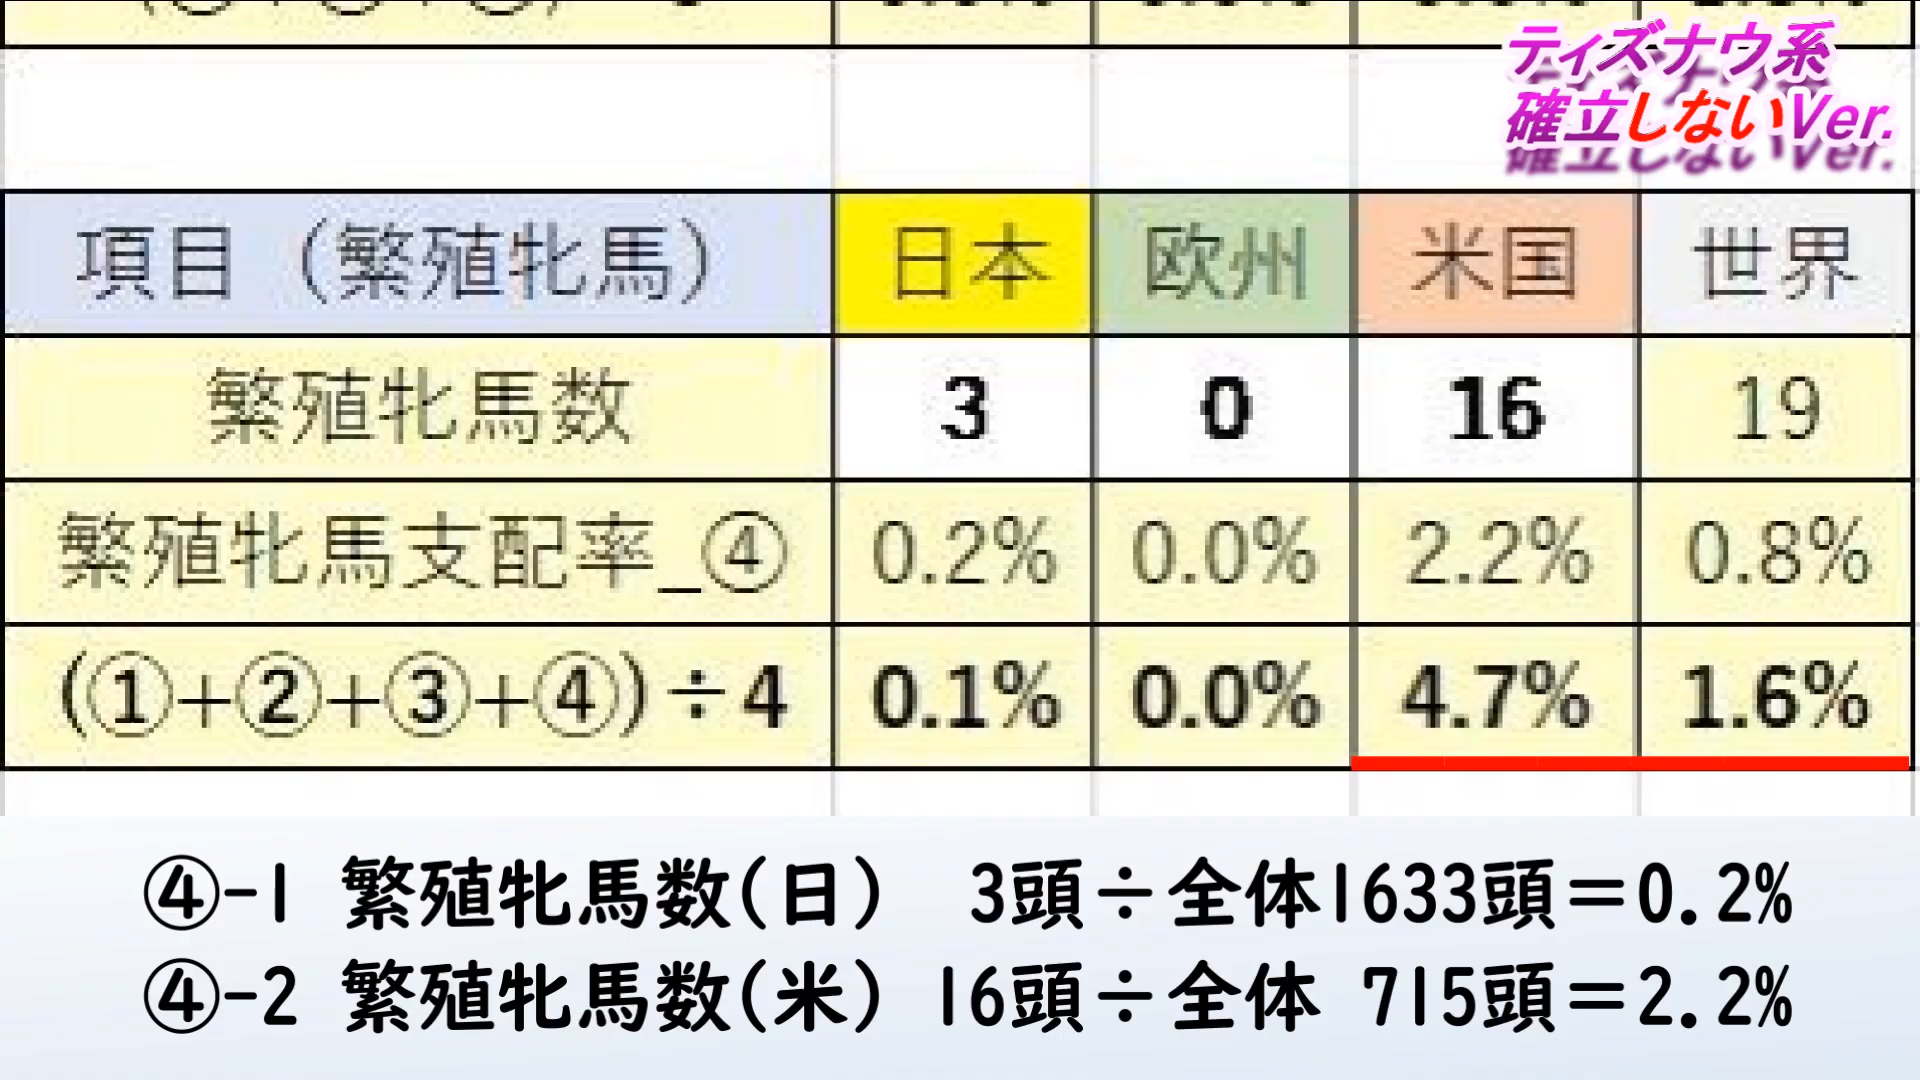 ティズナウ系
確立しないVer.
項目（繁殖牝馬） 日本 欧州 米国 世界
繁殖牝馬数 3 0 16 19
繁殖牝馬支配率_④ 0.2% 0.0% 2.2% 0.8%
(①+②+③+④)÷4 0.1% 0.0% 4.7% 1.6%
④-1 繁殖牝馬数(日) 3頭÷全体1633頭＝0.2%
④-2 繁殖牝馬数(米) 16頭÷全体 715頭＝2.2%